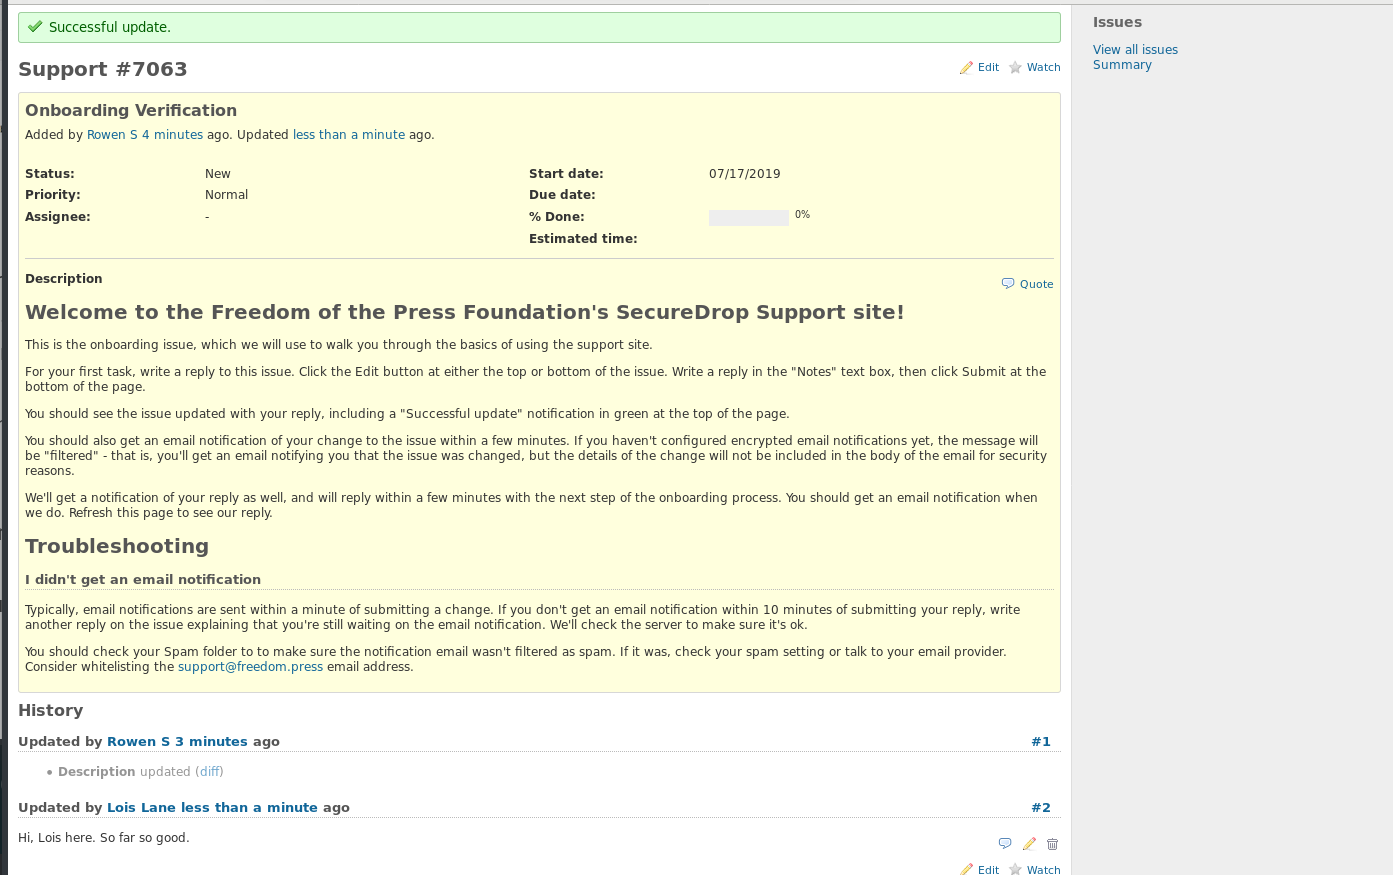 Successful update.
Support #7063
Edit Watch
Onboarding Verification
Added by Rowen S 4 minutes ago. Updated less than a minute ago.
Status: New Start date: 07/17/2019
Priority: Normal Due date:
Assignee: - % Done: 0%
Estimated time:
Description
Quote
Welcome to the Freedom of the Press Foundation's SecureDrop Support site!
This is the onboarding issue, which we will use to walk you through the basics of using the support site.
For your first task, write a reply to this issue. Click the Edit button at either the top or bottom of the issue. Write a reply in the "Notes" text box, then click Submit at the
bottom of the page.
You should see the issue updated with your reply, including a "Successful update" notification in green at the top of the page.
You should also get an email notification of your change to the issue within a few minutes. If you haven't configured encrypted email notifications yet, the message will
be "filtered" - that is, you'll get an email notifying you that the issue was changed, but the details of the change will not be included in the body of the email for security
reasons.
We'll get a notification of your reply as well, and will reply within a few minutes with the next step of the onboarding process. You should get an email notification when
we do. Refresh this page to see our reply.
Troubleshooting
I didn't get an email notification
Typically, email notifications are sent within a minute of submitting a change. If you don't get an email notification within 10 minutes of submitting your reply, write
another reply on the issue explaining that you're still waiting on the email notification. We'll check the server to make sure it's ok.
You should check your Spam folder to to make sure the notification email wasn't filtered as spam. If it was, check your spam setting or talk to your email provider.
Consider whitelisting the support@freedom.press email address.
History
Updated by Rowen S 3 minutes ago #1
• Description updated (diff)
Updated by Lois Lane less than a minute ago #2
Hi, Lois here. So far so good.
Edit Watch
Issues
View all issues
Summary